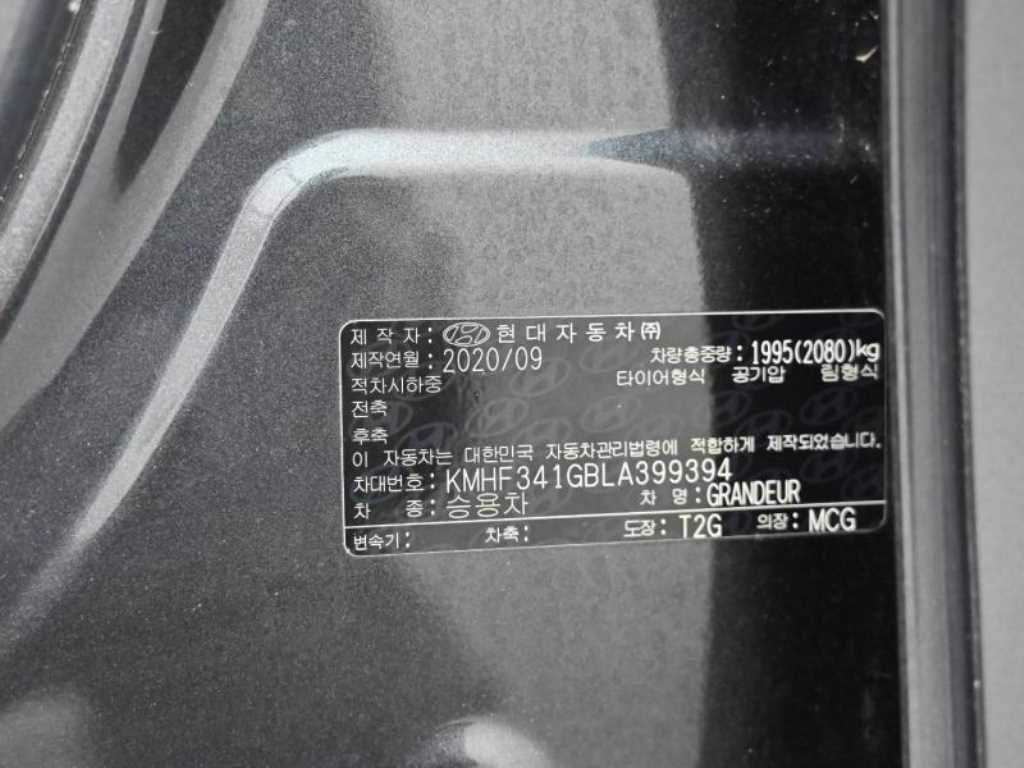 제 작 자 : 현 대 자 동 차 ㈜
제작연월 : 2020/09 차량총중량 : 1995(2080)kg
적차시하중 타이어형식 공기압 림형식
전축
후축
이 자동차는 대한민국 자동차관리법령에 적합하게 제작되었습니다.
차대번호 : KMHF341GBLA399394
차 종 : 승용차 차 명 : GRANDEUR
변속기 : 차축 : 도장 : T2G 의장 : MCG